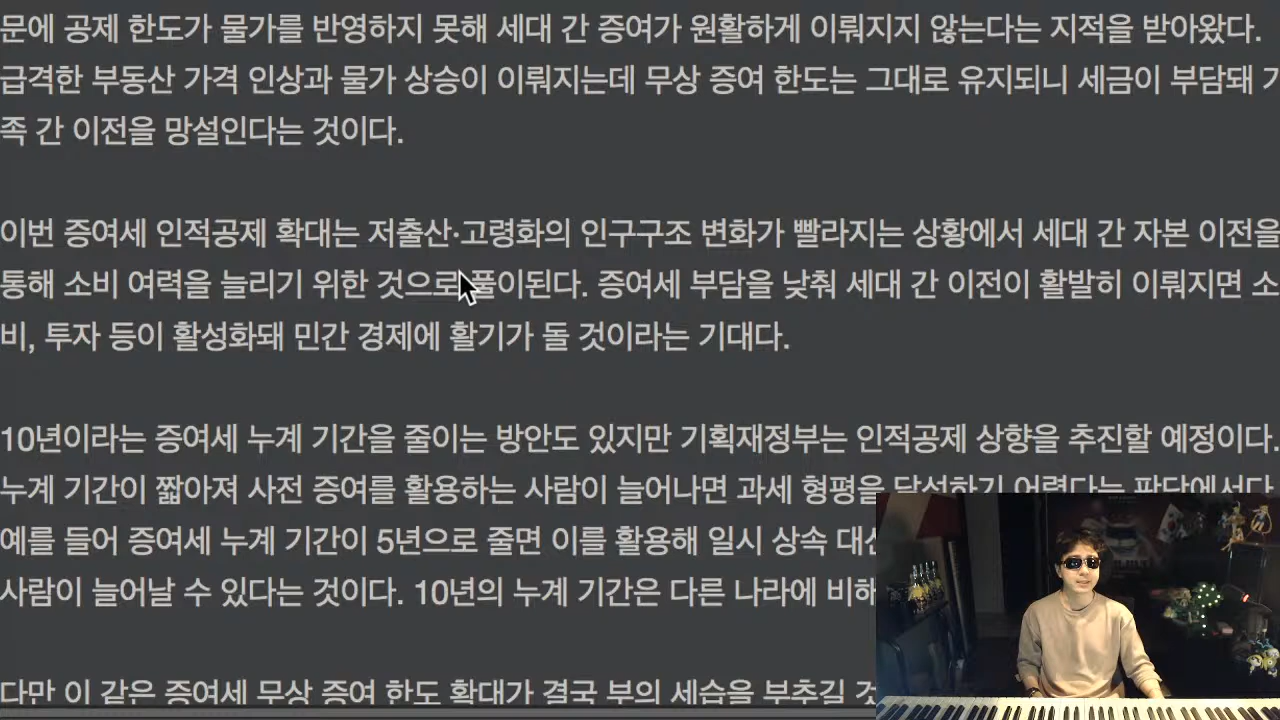 문에 공제 한도가 물가를 반영하지 못해 세대 간 증여가 원활하게 이뤄지지 않는다는 지적을 받아왔다.
급격한 부동산 가격 인상과 물가 상승이 이뤄지는데 무상 증여 한도는 그대로 유지되니 세금이 부담돼 가
족 간 이전을 망설인다는 것이다.
이번 증여세 인적공제 확대는 저출산·고령화의 인구구조 변화가 빨라지는 상황에서 세대 간 자본 이전을
통해 소비 여력을 늘리기 위한 것으로 풀이된다. 증여세 부담을 낮춰 세대 간 이전이 활발히 이뤄지면 소
비, 투자 등이 활성화돼 민간 경제에 활기가 돌 것이라는 기대다.
10년이라는 증여세 누계 기간을 줄이는 방안도 있지만 기획재정부는 인적공제 상향을 추진할 예정이다.
누계 기간이 짧아져 사전 증여를 활용하는 사람이 늘어나면 과세 형평을 달성하기 어렵다는 판단에서다.
예를 들어 증여세 누계 기간이 5년으로 줄면 이를 활용해 일시 상속 대신
사람이 늘어날 수 있다는 것이다. 10년의 누계 기간은 다른 나라에 비해
다만 이 같은 증여세 무상 증여 한도 확대가 결국 부의 세습을 부추길